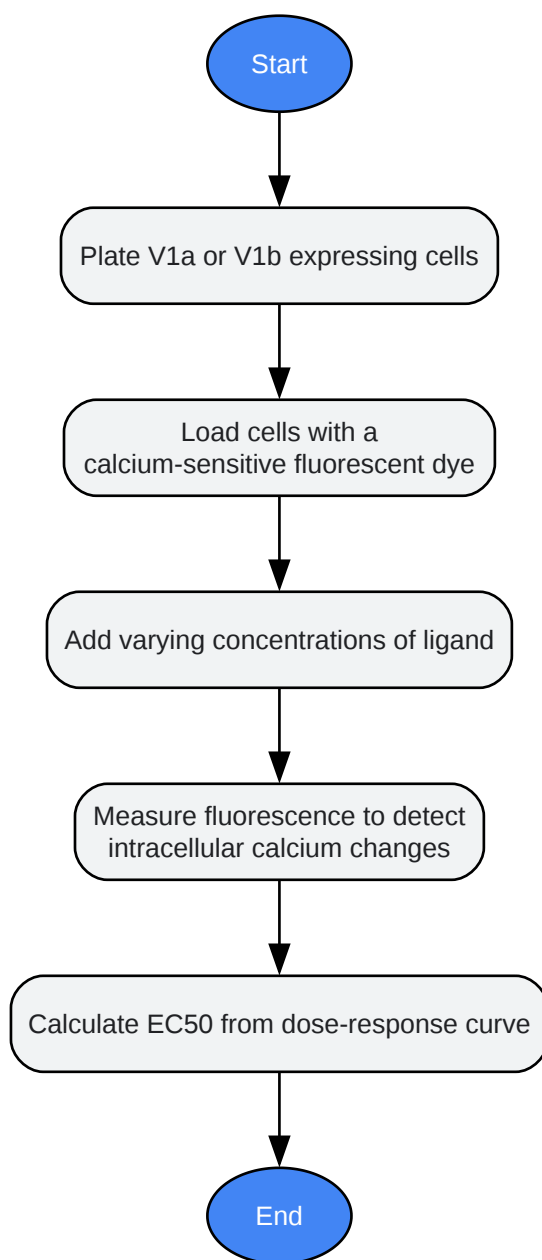 Start
Plate V1a or V1b expressing cells
Load cells with a
calcium-sensitive fluorescent dye
Add varying concentrations of ligand
Measure fluorescence to detect
intracellular calcium changes
Calculate EC50 from dose-response curve
End